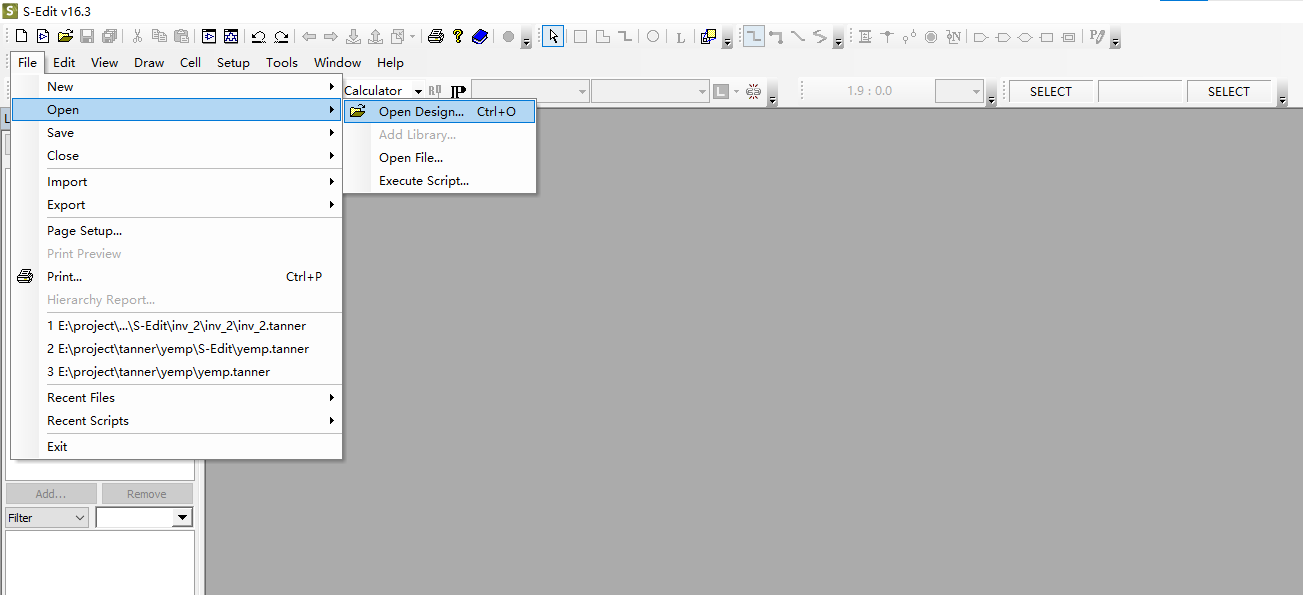 S-Edit v16.3
File Edit View Draw Cell Setup Tools Window Help
Calculator
1.9 : 0.0
SELECT
SELECT
New
Open
Save
Close
Import
Export
Page Setup...
Print Preview
Print... Ctrl+P
Hierarchy Report...
1 E:\project\...\S-Edit\inv_2\inv_2\inv_2.tanner
2 E:\project\tanner\yemp\S-Edit\yemp.tanner
3 E:\project\tanner\yemp\yemp.tanner
Recent Files
Recent Scripts
Exit
Open Design... Ctrl+O
Add Library...
Open File...
Execute Script...
Add...
Remove
Filter